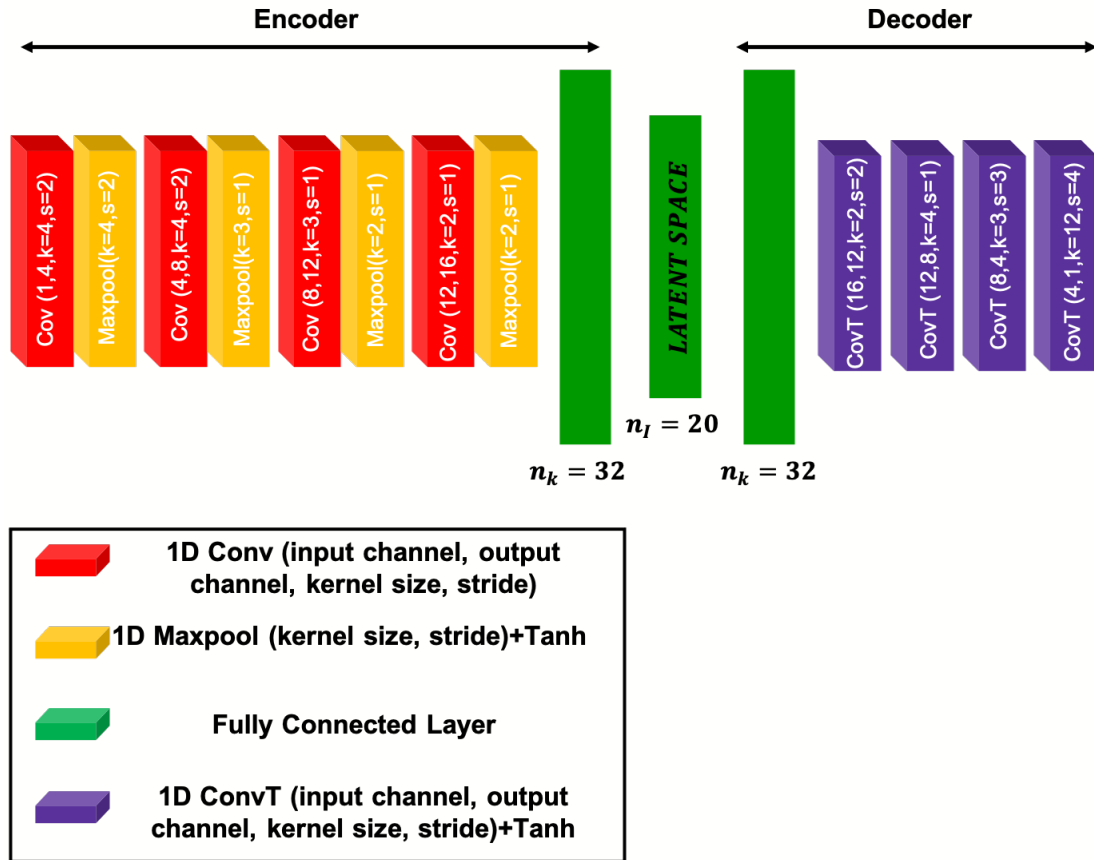 Encoder
Decoder
Cov (1,4,k=4,s=2)
Maxpool(k=4,s=2)
Cov (4,8,k=4,s=2)
Maxpool(k=3,s=1)
Cov (8,12,k=3,s=1)
Maxpool(k=2,s=1)
Cov (12,16,k=2,s=1)
Maxpool(k=2,s=1)
LATENT SPACE
CovT (16,12,k=2,s=2)
CovT (12,8,k=4,s=1)
CovT (8,4,k=3,s=3)
CovT (4,1,k=12,s=4)
n_I = 20
n_k = 32
n_k = 32
1D Conv (input channel, output
channel, kernel size, stride)
1D Maxpool (kernel size, stride)+Tanh
Fully Connected Layer
1D ConvT (input channel, output
channel, kernel size, stride)+Tanh